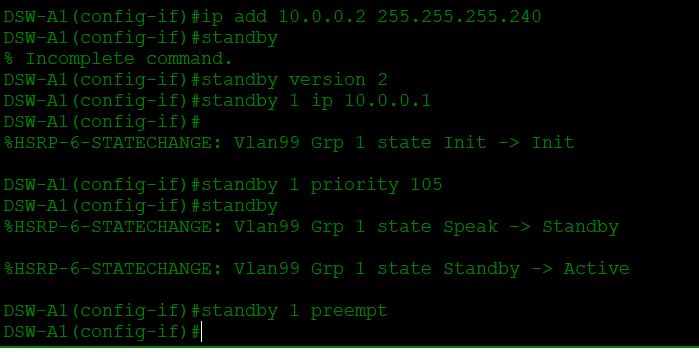 DSW-A1(config-if)#ip add 10.0.0.2 255.255.255.240
DSW-A1(config-if)#standby
% Incomplete command.
DSW-A1(config-if)#standby version 2
DSW-A1(config-if)#standby 1 ip 10.0.0.1
DSW-A1(config-if)#
%HSRP-6-STATECHANGE: Vlan99 Grp 1 state Init -> Init
DSW-A1(config-if)#standby 1 priority 105
DSW-A1(config-if)#standby
%HSRP-6-STATECHANGE: Vlan99 Grp 1 state Speak -> Standby
%HSRP-6-STATECHANGE: Vlan99 Grp 1 state Standby -> Active
DSW-A1(config-if)#standby 1 preempt
DSW-A1(config-if)#